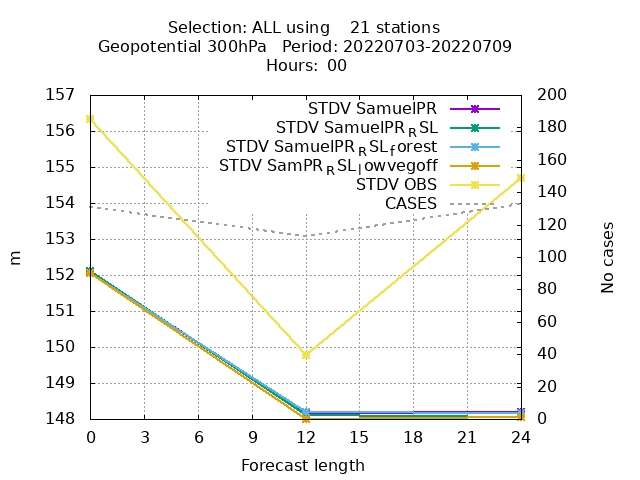 Selection: ALL using    21 stations
Geopotential 300hPa   Period: 20220703-20220709
Hours:  00
STDV SamuelPR
STDV SamuelPR_RSL
STDV SamuelPR_RSL_forest
STDV SamPR_RSL_lowvegoff
STDV OBS
CASES
157
156
155
154
153
152
151
150
149
148
m
200
180
160
140
120
100
80
60
40
20
0
No cases
0 3 6 9 12 15 18 21 24
Forecast length